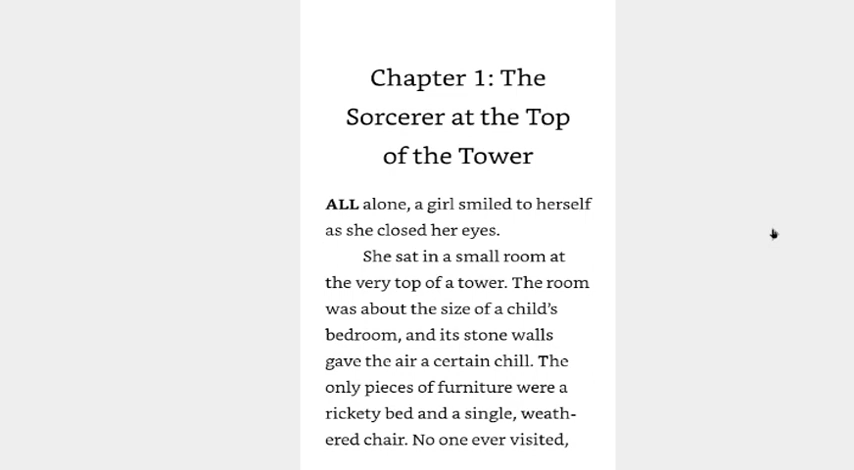 Chapter 1: The
Sorcerer at the Top
of the Tower
ALL alone, a girl smiled to herself
as she closed her eyes.
She sat in a small room at
the very top of a tower. The room
was about the size of a child’s
bedroom, and its stone walls
gave the air a certain chill. The
only pieces of furniture were a
rickety bed and a single, weath-
ered chair. No one ever visited,